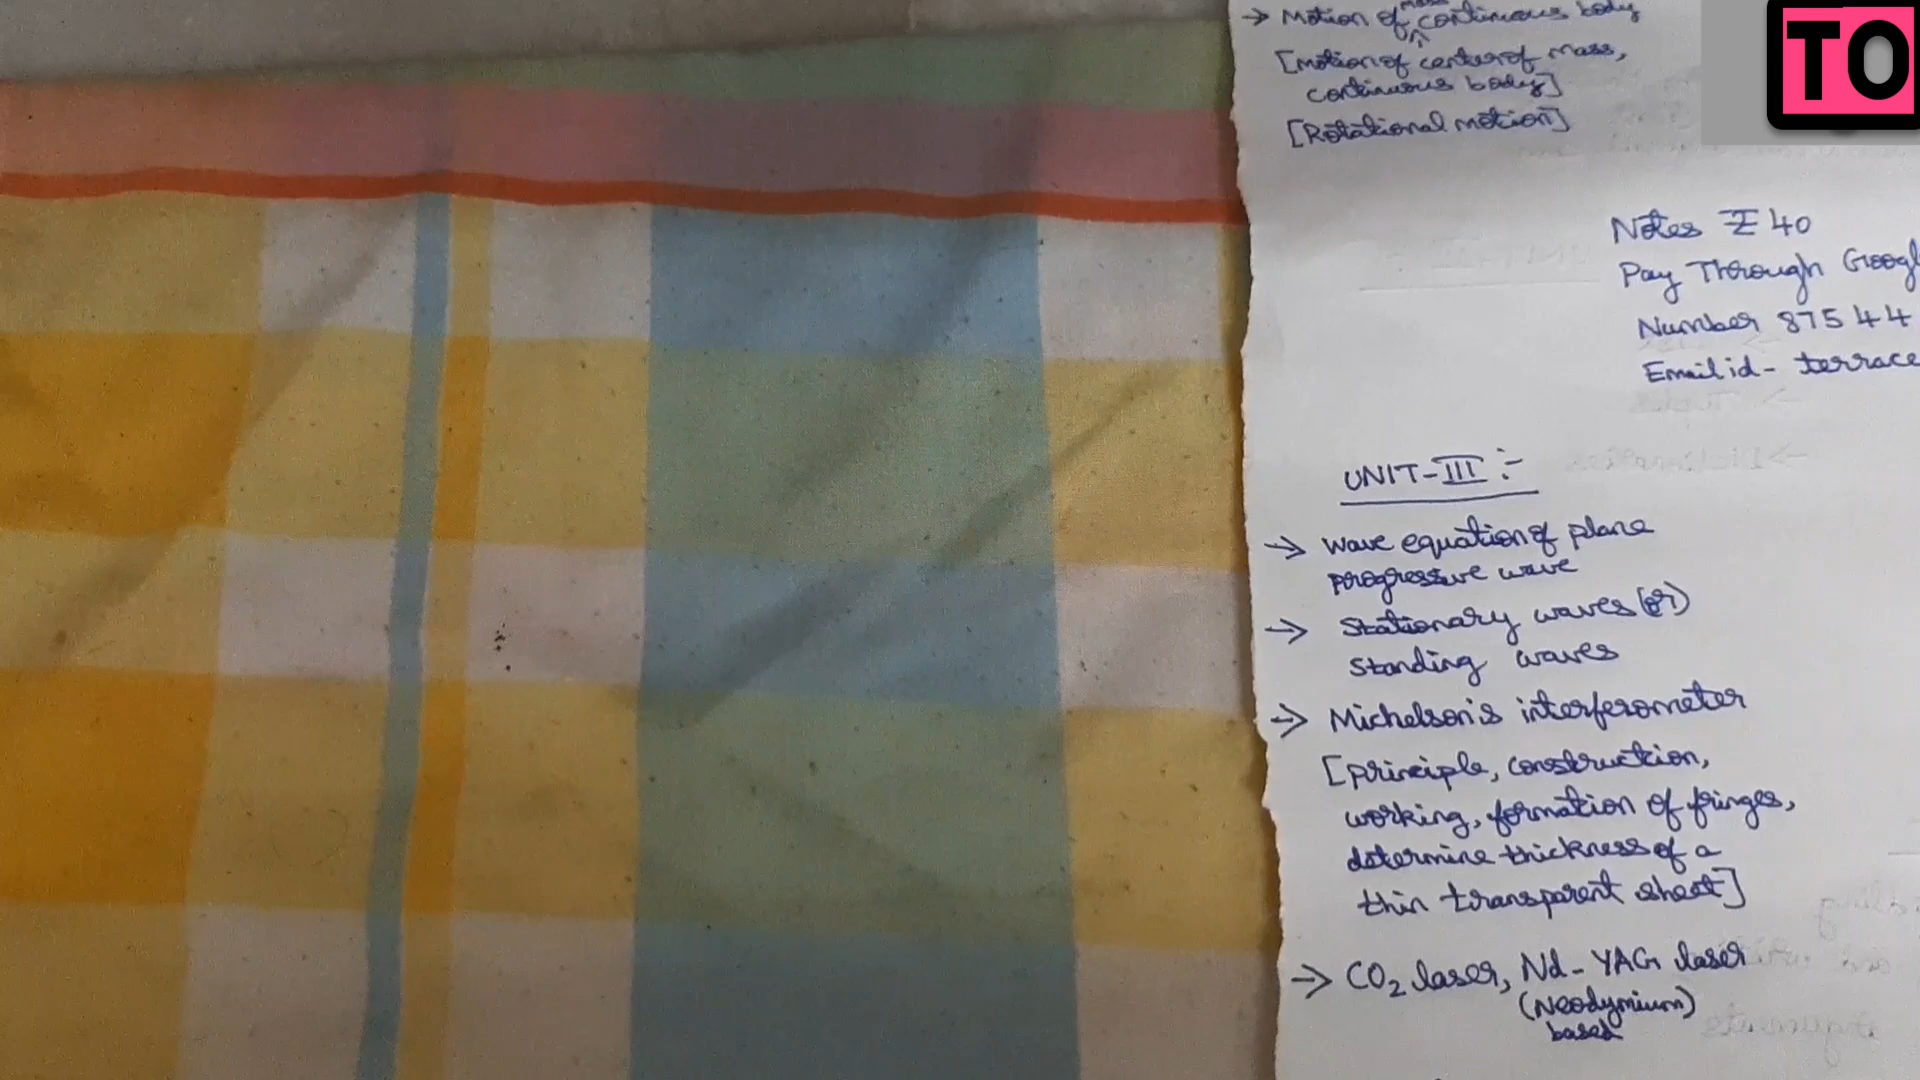 → Motion of mass continuous body
[Motion of center of mass,
continuous body]
[Rotational motion]
TO
Notes ₹ 40
Pay Through Googl
Number 87544
Email id - terrace
UNIT-III :-
→ wave equation of plane
progressive wave
→ Stationary waves (or)
standing waves
→ Michelson's interferometer
[principle, construction,
working, formation of fringes,
determine thickness of a
thin transparent sheet]
→ CO2 laser, Nd-YAG laser
(Neodymium)
based